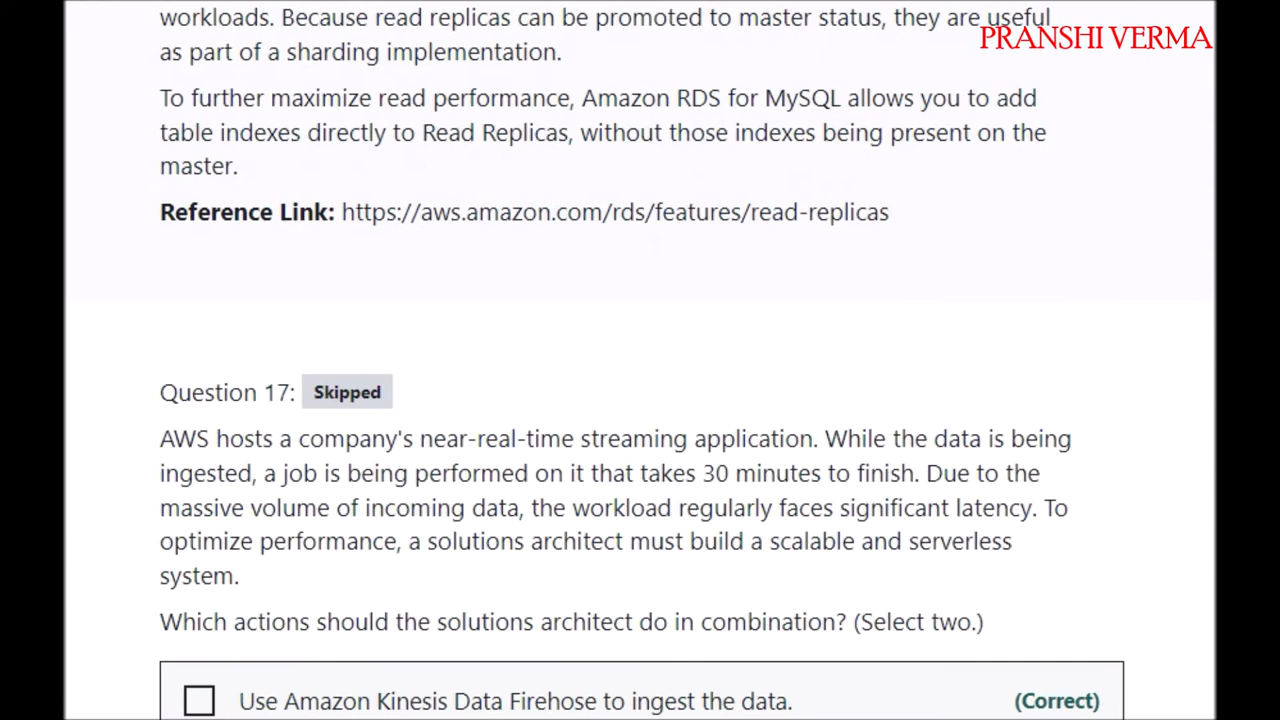 workloads. Because read replicas can be promoted to master status, they are useful
PRANSHI VERMA
as part of a sharding implementation.
To further maximize read performance, Amazon RDS for MySQL allows you to add
table indexes directly to Read Replicas, without those indexes being present on the
master.
Reference Link: https://aws.amazon.com/rds/features/read-replicas
Question 17: Skipped
AWS hosts a company's near-real-time streaming application. While the data is being
ingested, a job is being performed on it that takes 30 minutes to finish. Due to the
massive volume of incoming data, the workload regularly faces significant latency. To
optimize performance, a solutions architect must build a scalable and serverless
system.
Which actions should the solutions architect do in combination? (Select two.)
Use Amazon Kinesis Data Firehose to ingest the data. (Correct)